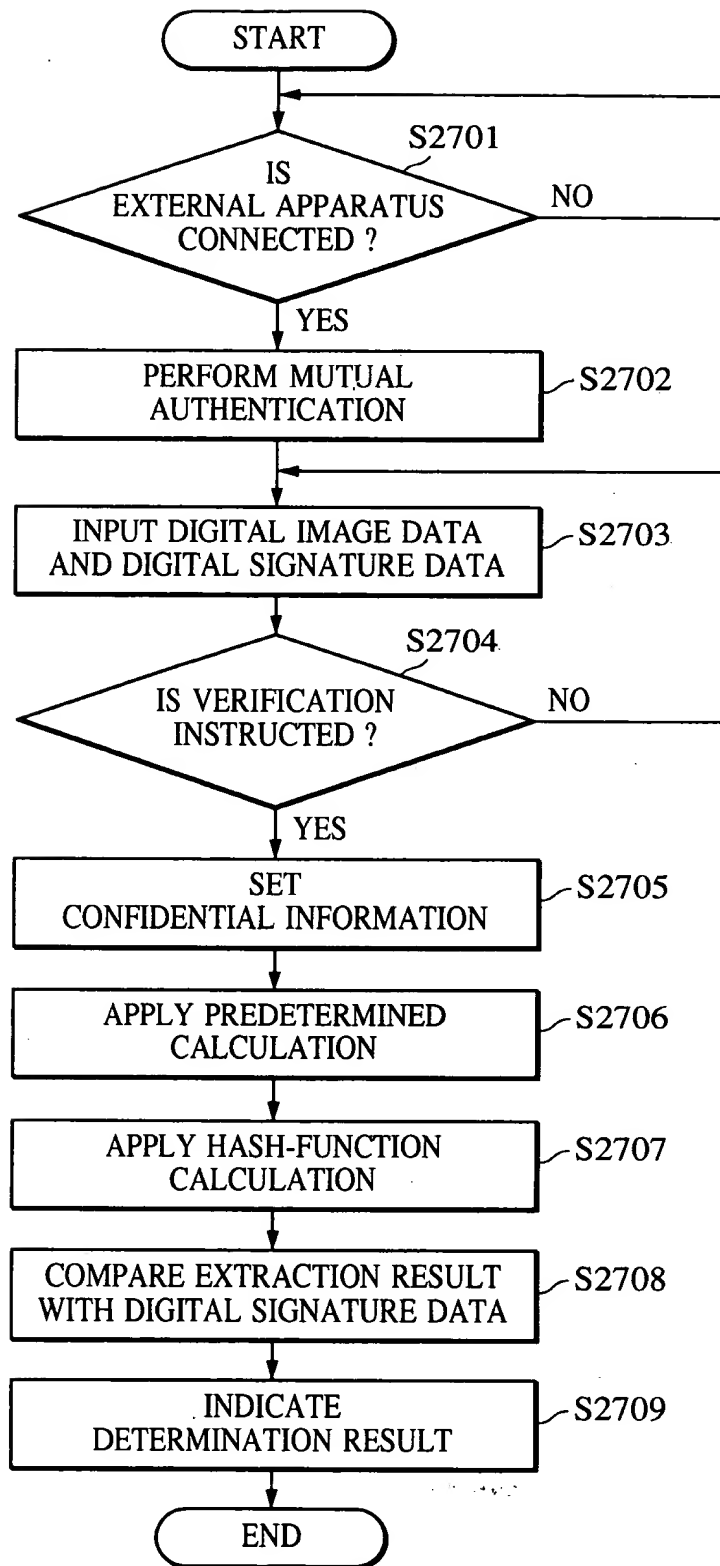 START
S2701
IS
EXTERNAL APPARATUS
CONNECTED ?
NO
YES
PERFORM MUTUAL
AUTHENTICATION
S2702
INPUT DIGITAL IMAGE DATA
AND DIGITAL SIGNATURE DATA
S2703
S2704
IS VERIFICATION
INSTRUCTED ?
NO
YES
SET
CONFIDENTIAL INFORMATION
S2705
APPLY PREDETERMINED
CALCULATION
S2706
APPLY HASH-FUNCTION
CALCULATION
S2707
COMPARE EXTRACTION RESULT
WITH DIGITAL SIGNATURE DATA
S2708
INDICATE
DETERMINATION RESULT
S2709
END